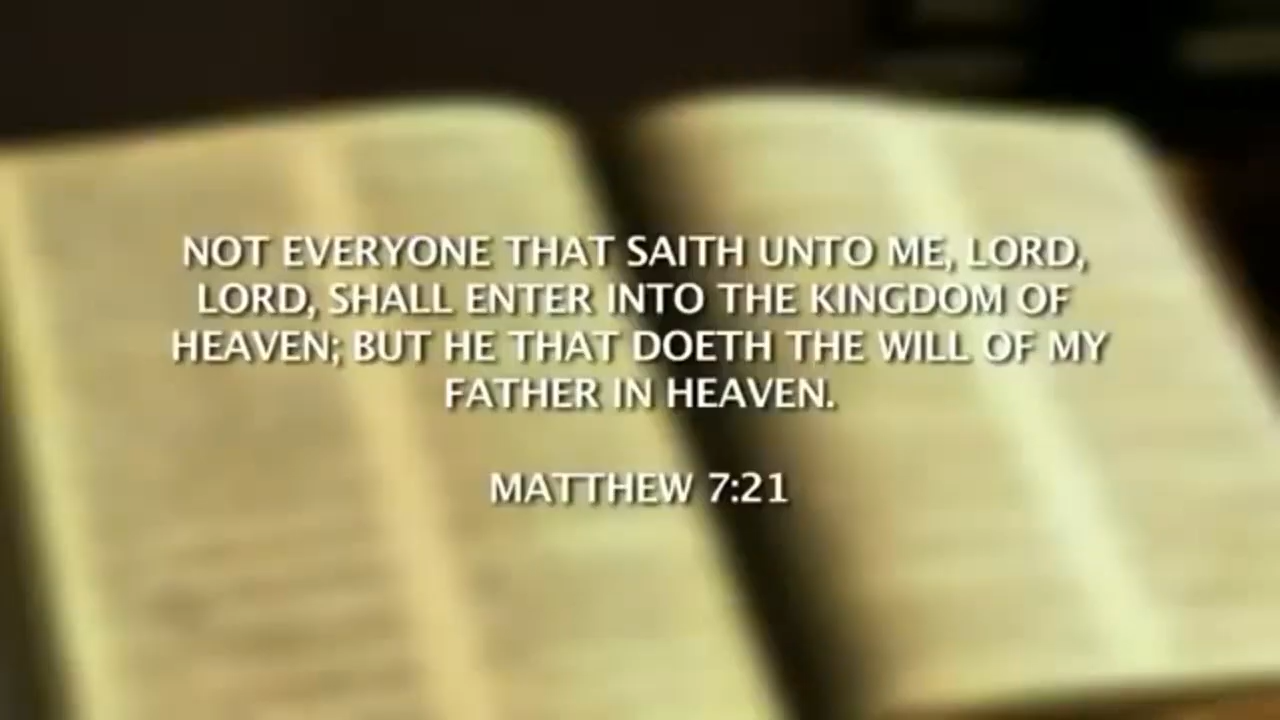 NOT EVERYONE THAT SAITH UNTO ME, LORD,
LORD, SHALL ENTER INTO THE KINGDOM OF
HEAVEN; BUT HE THAT DOETH THE WILL OF MY
FATHER IN HEAVEN.
MATTHEW 7:21